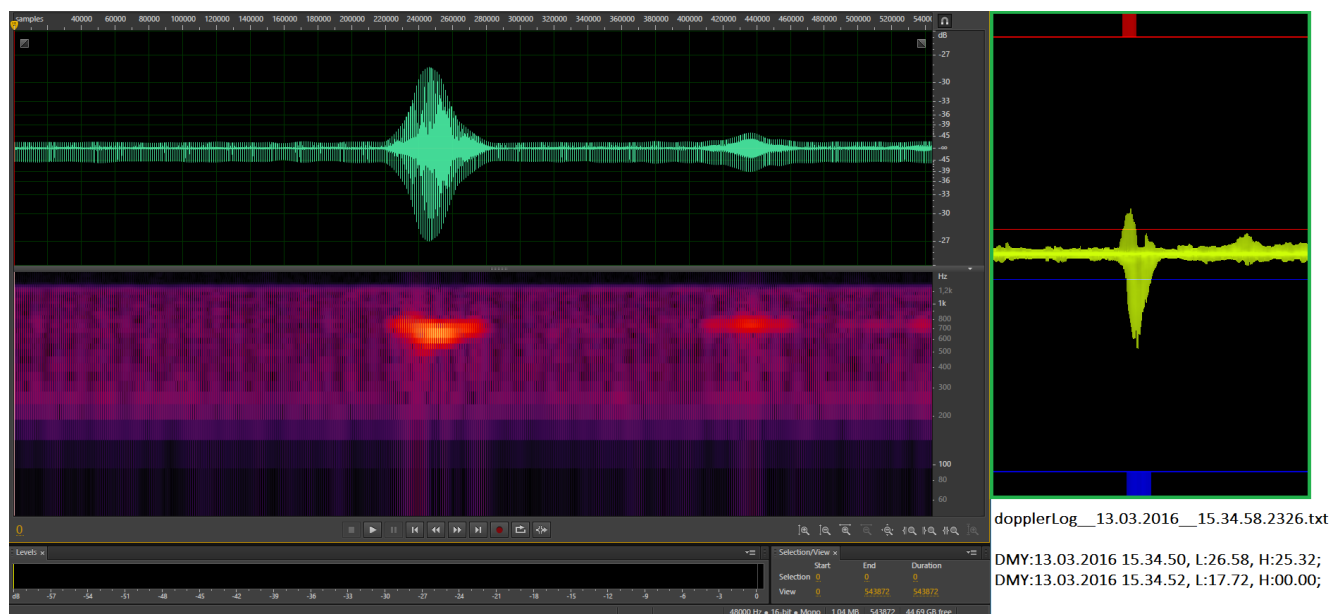 samples 40000 60000 80000 100000 120000 140000 160000 180000 200000 220000 240000 260000 280000 300000 320000 340000 360000 380000 400000 420000 440000 460000 480000 500000 520000 5400
dB
-27
-30
-33
-36
-39
-45
-∞
-45
-39
-36
-33
-30
-27
Hz
1,2k
1k
800
700
600
500
400
300
200
100
80
60
0
Levels ×
dB -57 -54 -51 -48 -45 -42 -39 -36 -33 -30 -27 -24 -21 -18 -15 -12 -9 -6 -3 0
Selection/View ×
Start End Duration
Selection 0 0 0
View 0 543872 543872
48000 Hz • 16-bit • Mono 1,04 MB 543872 44,69 GB free
dopplerLog__13.03.2016__15.34.58.2326.txt
DMY:13.03.2016 15.34.50, L:26.58, H:25.32;
DMY:13.03.2016 15.34.52, L:17.72, H:00.00;